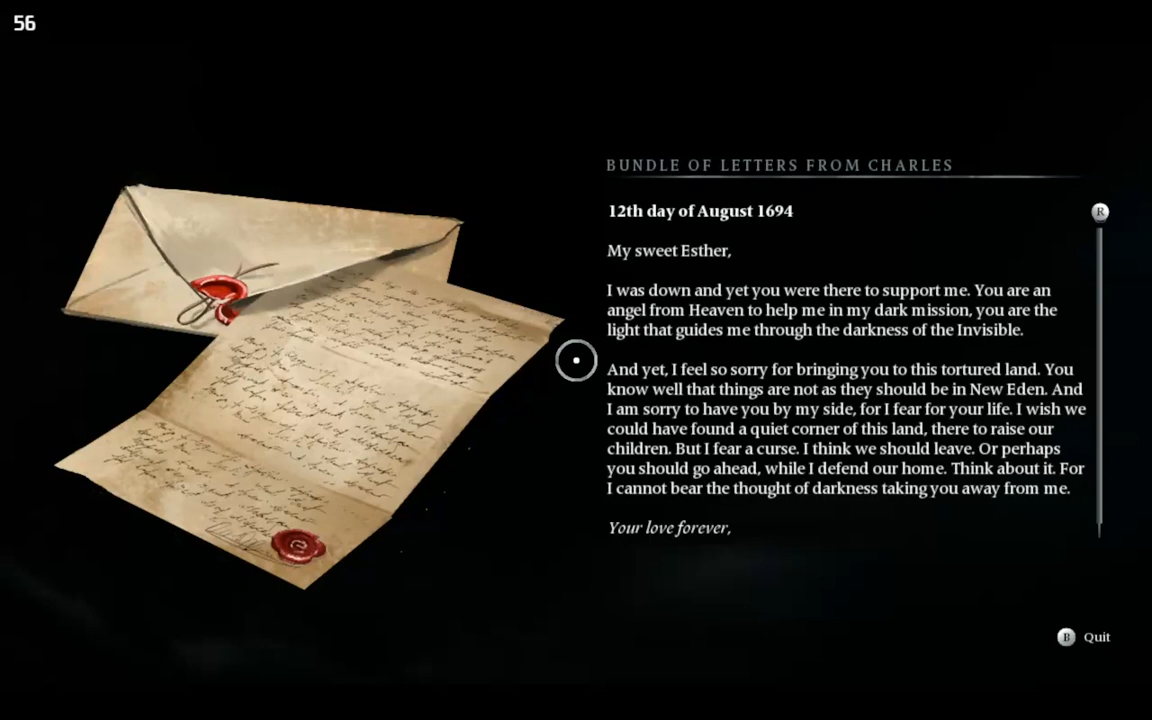 56
BUNDLE OF LETTERS FROM CHARLES
12th day of August 1694
R
My sweet Esther,
I was down and yet you were there to support me. You are an
angel from Heaven to help me in my dark mission, you are the
light that guides me through the darkness of the Invisible.
And yet, I feel so sorry for bringing you to this tortured land. You
know well that things are not as they should be in New Eden. And
I am sorry to have you by my side, for I fear for your life. I wish we
could have found a quiet corner of this land, there to raise our
children. But I fear a curse. I think we should leave. Or perhaps
you should go ahead, while I defend our home. Think about it. For
I cannot bear the thought of darkness taking you away from me.
Your love forever,
B Quit